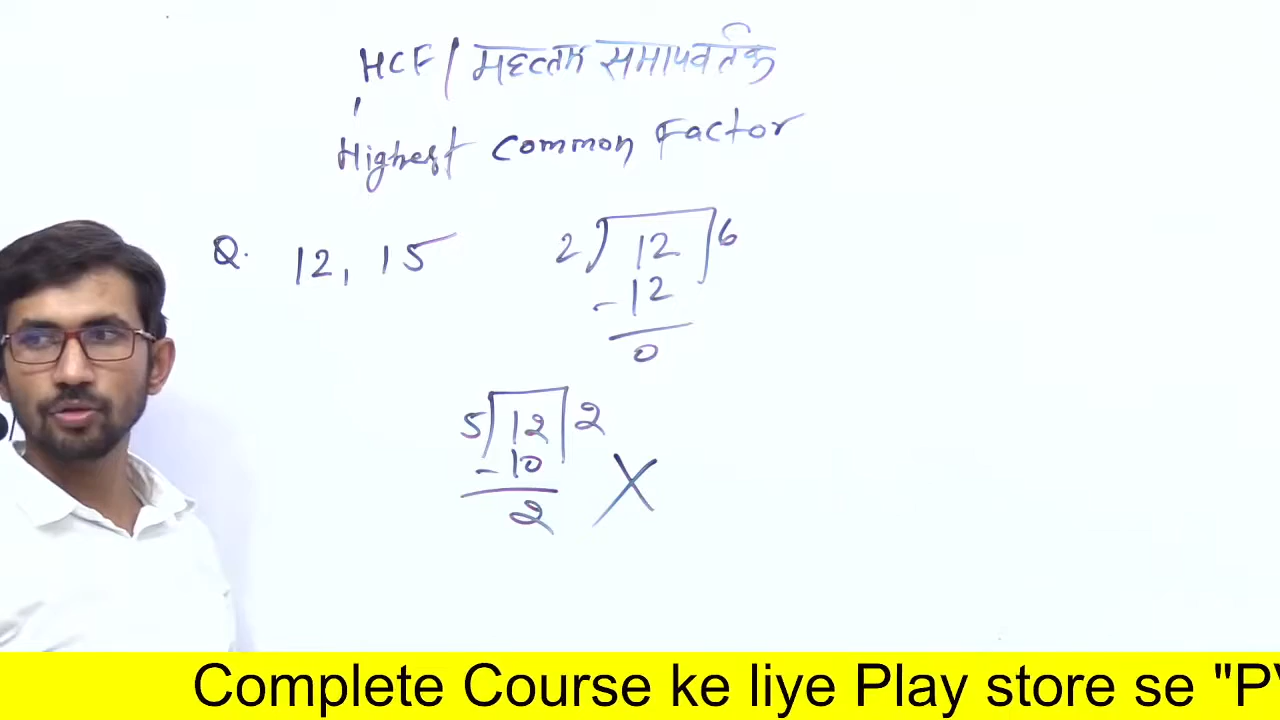 HCF/ महत्तम समापवर्तक
Highest Common Factor
Q. 12, 15
2) 12 (6
-12
0
5) 12 | 2
-10
2 X
Complete Course ke liye Play store se "PV